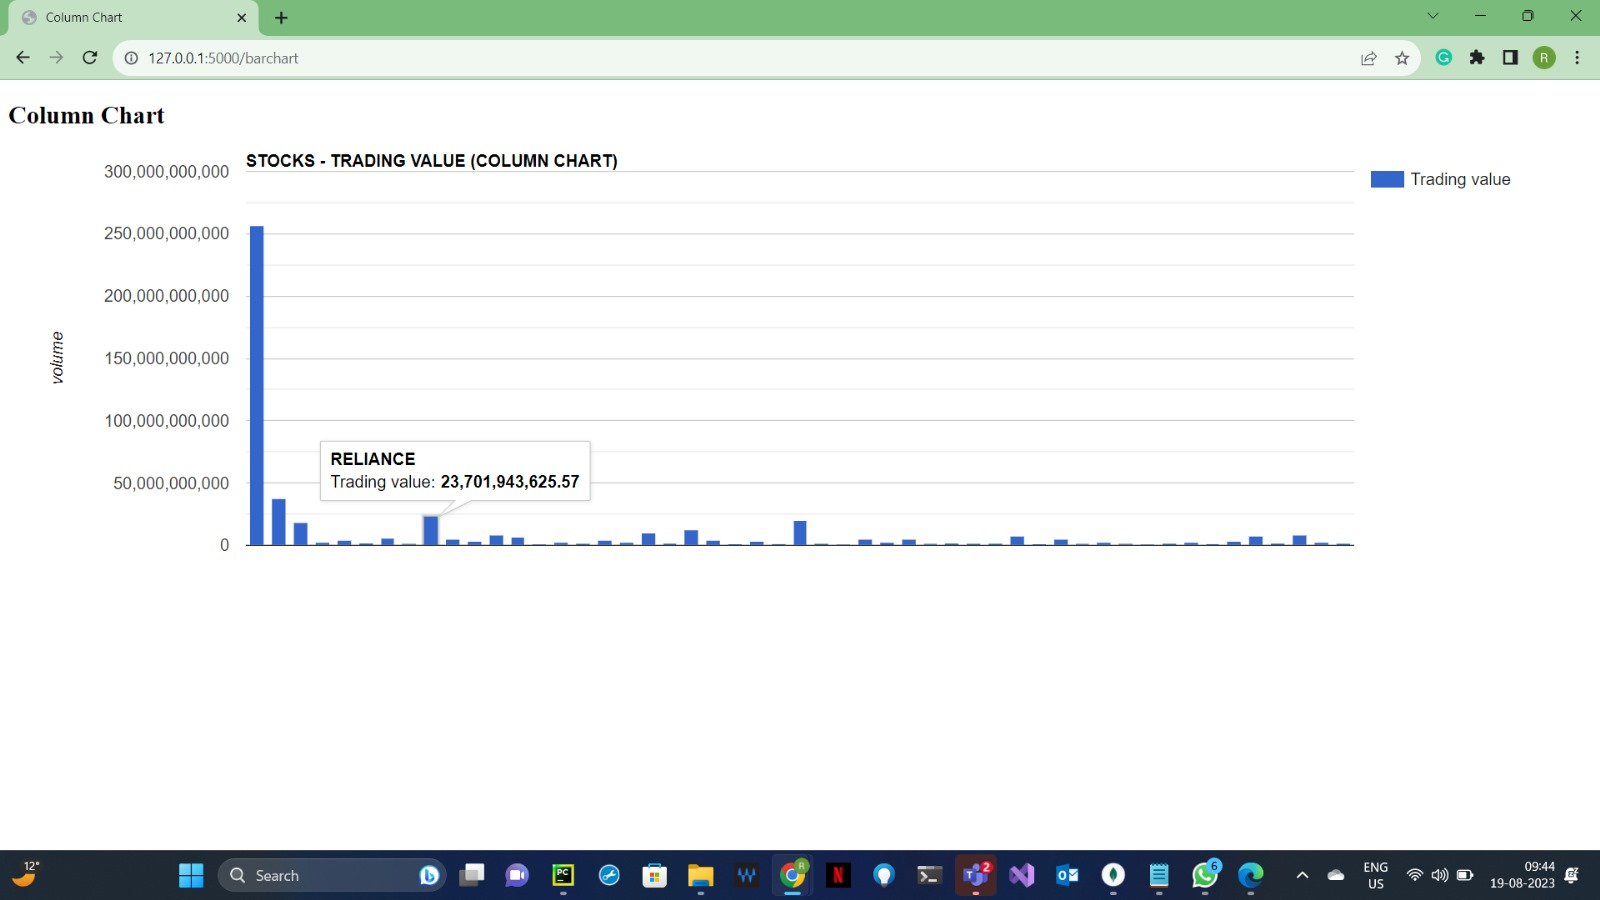 Column Chart
127.0.0.1:5000/barchart
R
Column Chart
STOCKS - TRADING VALUE (COLUMN CHART)
300,000,000,000
Trading value
250,000,000,000
200,000,000,000
volume
150,000,000,000
100,000,000,000
50,000,000,000
0
RELIANCE
Trading value: 23,701,943,625.57
12°
Search
PC
R
N
2
6
ENG
US
09:44
19-08-2023